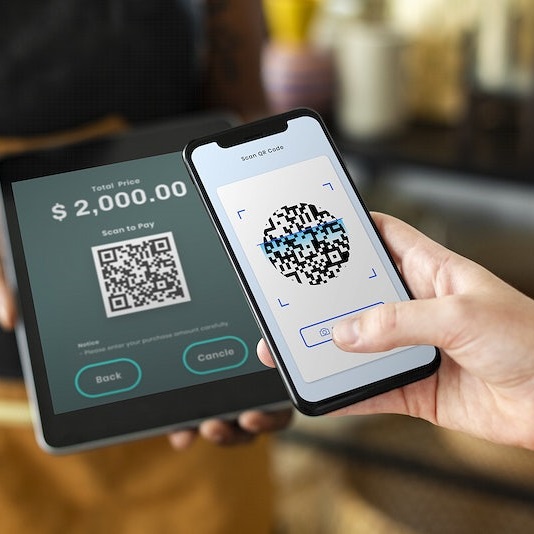 Total Price
$ 2,000.00
Scan to Pay
Notice
- Please enter your purchase amount carefully.
Back
Cancle
Scan QR Code